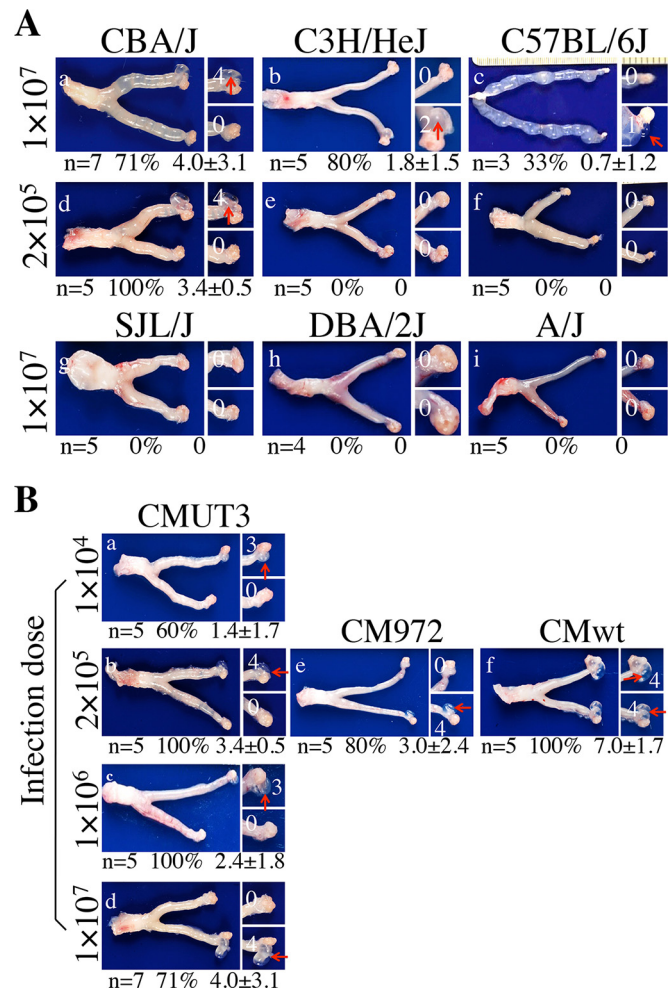 A
CBA/J C3H/HeJ C57BL/6J
1×10⁷
a 4 0
b 0 2
c 0 1
n=7 71% 4.0±3.1 n=5 80% 1.8±1.5 n=3 33% 0.7±1.2
2×10⁵
d 4 0
e 0 0
f 0 0
n=5 100% 3.4±0.5 n=5 0% 0 n=5 0% 0
SJL/J DBA/2J A/J
1×10⁷
g 0 0
h 0 0
i 0 0
n=5 0% 0 n=4 0% 0 n=5 0% 0
B
CMUT3
Infection dose
1×10⁴
a 3 0
n=5 60% 1.4±1.7
CM972 CMwt
2×10⁵
b 4 0
e 0 4
f 4 4
n=5 100% 3.4±0.5 n=5 80% 3.0±2.4 n=5 100% 7.0±1.7
1×10⁶
c 3 0
n=5 100% 2.4±1.8
1×10⁷
d 0 4
n=7 71% 4.0±3.1